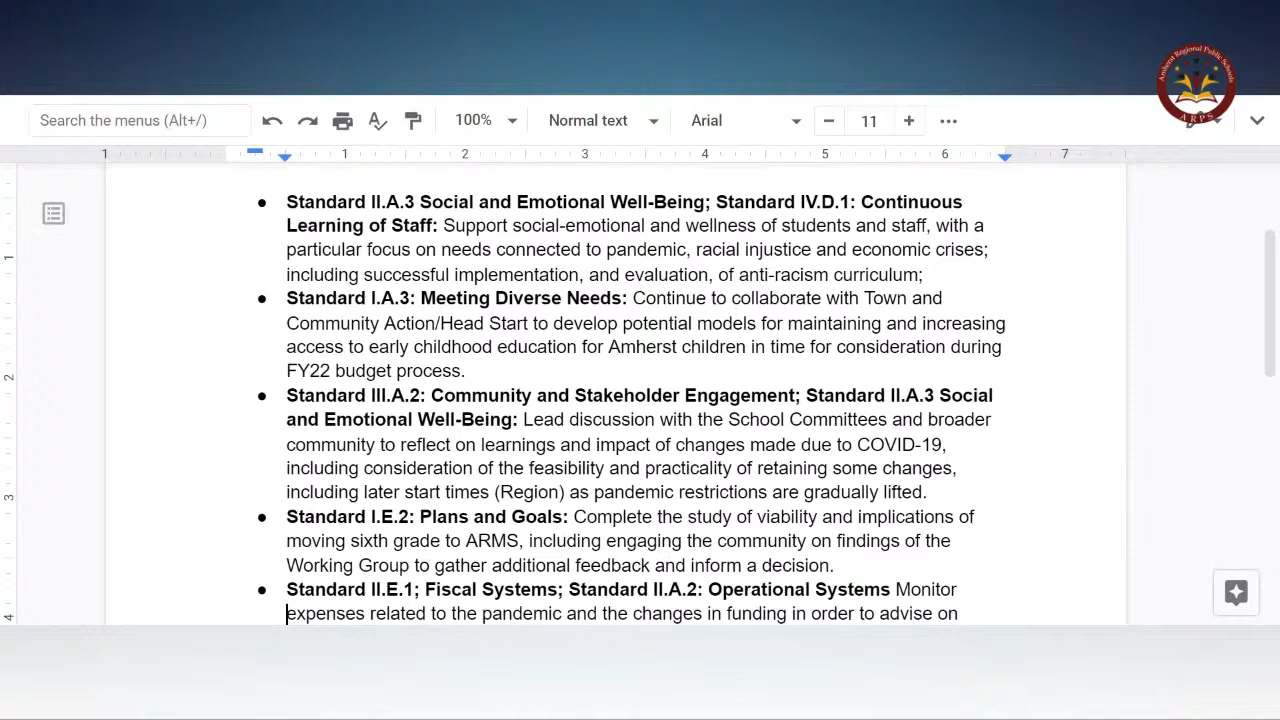 Amherst Regional Public Schools
ARPS
Search the menus (Alt+/)
100%
Normal text
Arial
11
1 1 2 3 4 5 6 7
● Standard II.A.3 Social and Emotional Well-Being; Standard IV.D.1: Continuous
Learning of Staff: Support social-emotional and wellness of students and staff, with a
particular focus on needs connected to pandemic, racial injustice and economic crises;
including successful implementation, and evaluation, of anti-racism curriculum;
● Standard I.A.3: Meeting Diverse Needs: Continue to collaborate with Town and
Community Action/Head Start to develop potential models for maintaining and increasing
access to early childhood education for Amherst children in time for consideration during
FY22 budget process.
● Standard III.A.2: Community and Stakeholder Engagement; Standard II.A.3 Social
and Emotional Well-Being: Lead discussion with the School Committees and broader
community to reflect on learnings and impact of changes made due to COVID-19,
including consideration of the feasibility and practicality of retaining some changes,
including later start times (Region) as pandemic restrictions are gradually lifted.
● Standard I.E.2: Plans and Goals: Complete the study of viability and implications of
moving sixth grade to ARMS, including engaging the community on findings of the
Working Group to gather additional feedback and inform a decision.
● Standard II.E.1; Fiscal Systems; Standard II.A.2: Operational Systems Monitor
expenses related to the pandemic and the changes in funding in order to advise on
1
2
3
4